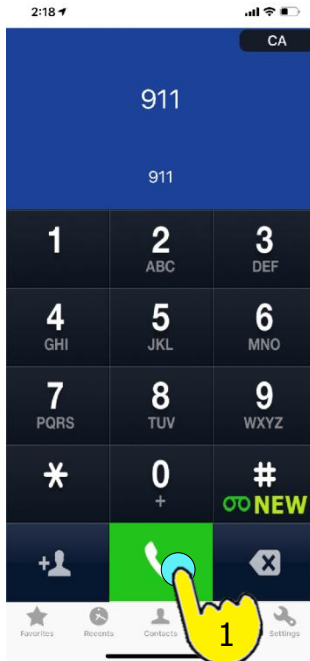 2:18
CA
911
911
1
2
3
ABC
DEF
4
5
6
GHI
JKL
MNO
7
8
9
PQRS
TUV
WXYZ
*
0
#
+
NEW
+
Favorites
Recents
Contacts
1
Settings